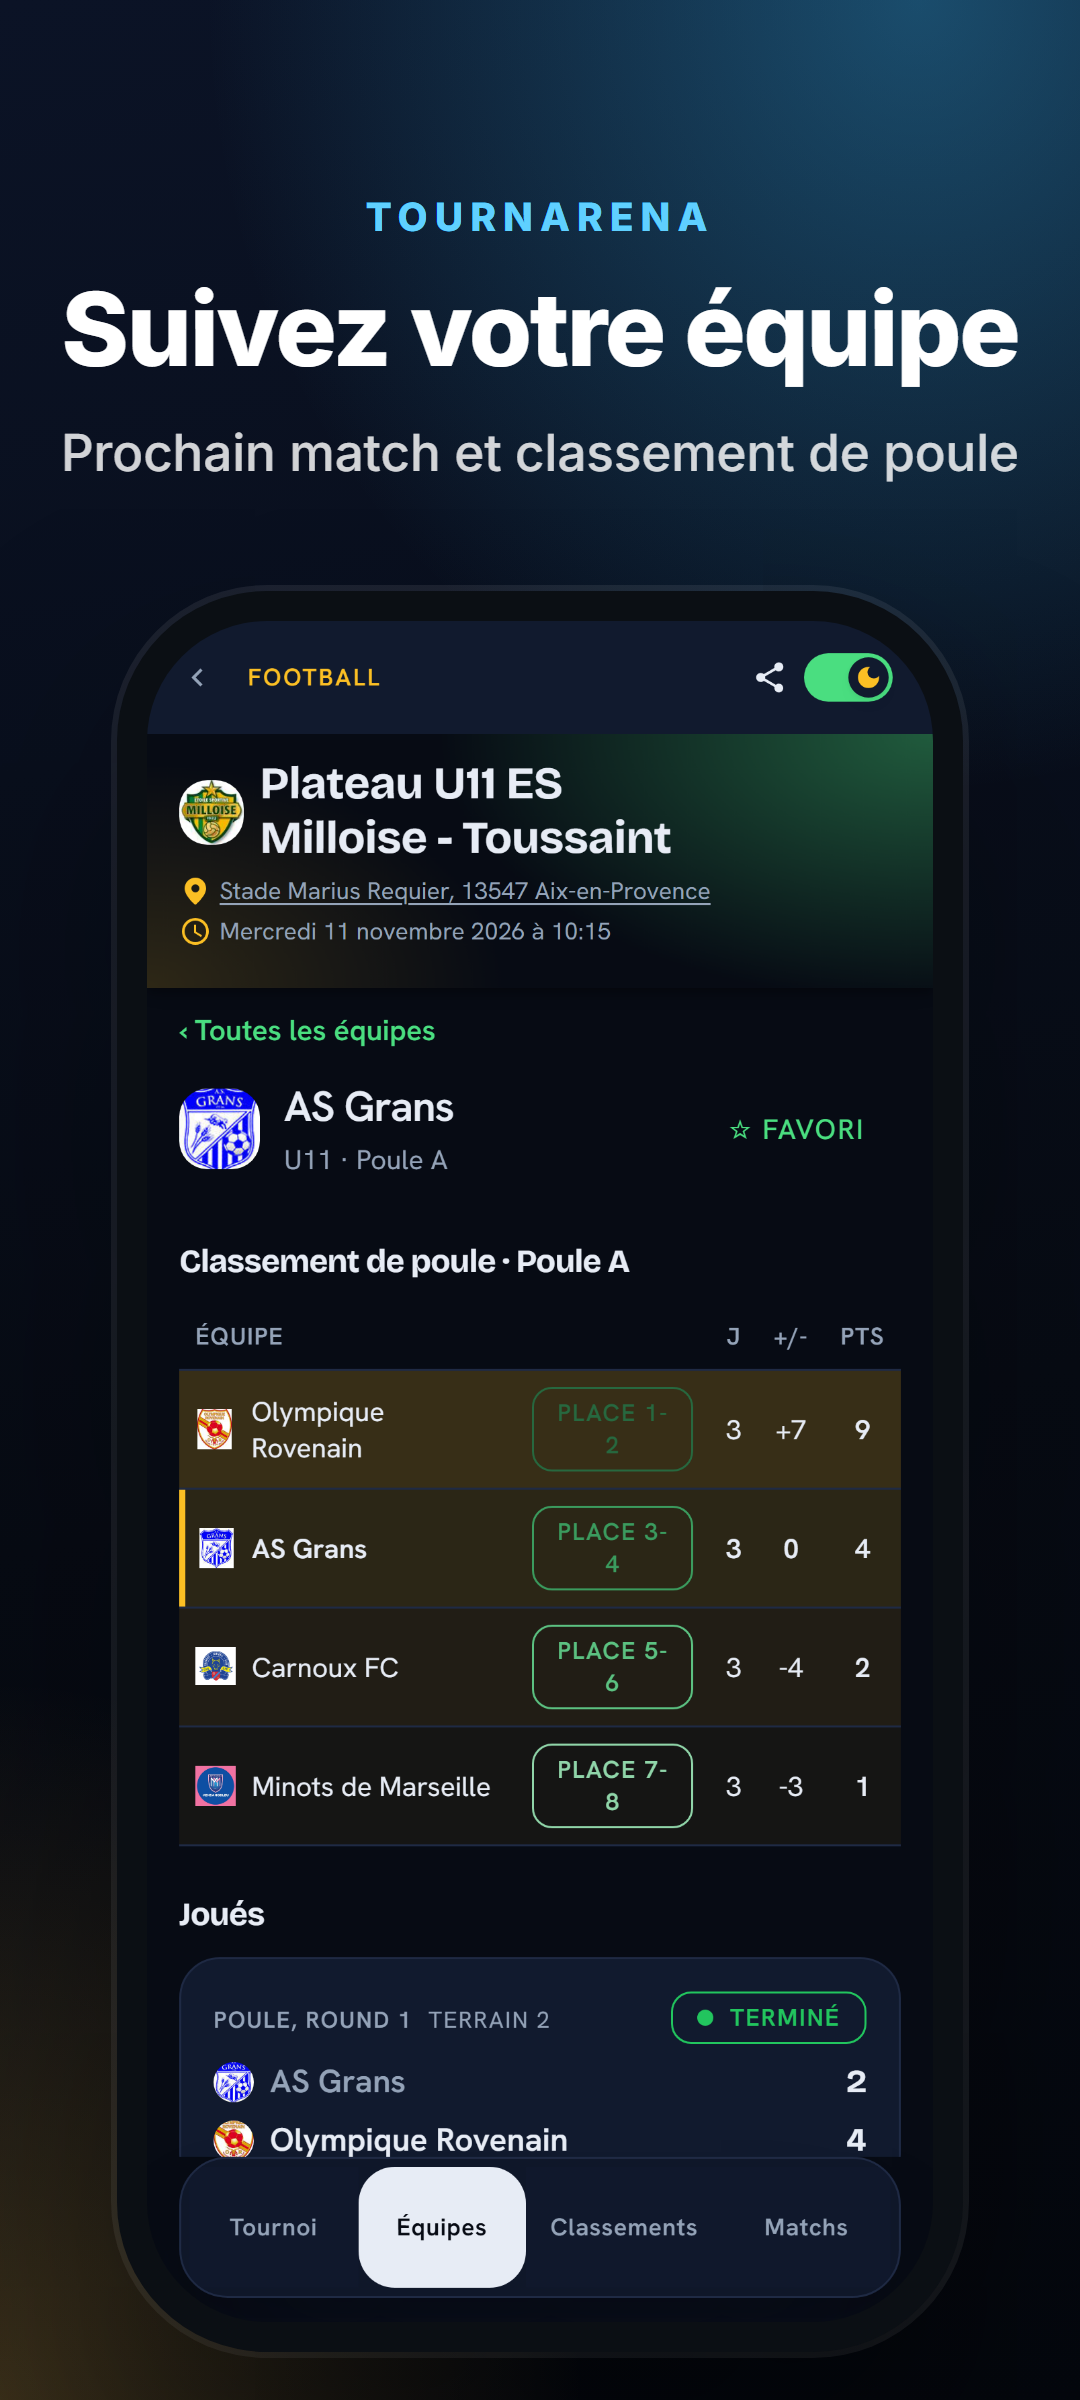 TOURNARENA
Suivez votre équipe
Prochain match et classement de poule
FOOTBALL
MILLOISE
Plateau U11 ES
Milloise - Toussaint
Stade Marius Requier, 13547 Aix-en-Provence
Mercredi 11 novembre 2026 à 10:15
‹ Toutes les équipes
A.S.
GRANS
AS Grans
U11 · Poule A
☆ FAVORI
Classement de poule · Poule A
ÉQUIPE J +/- PTS
Olympique
Rovenain
PLACE 1-
2
3 +7 9
GRANS
AS Grans
PLACE 3-
4
3 0 4
Carnoux FC
PLACE 5-
6
3 -4 2
Minots de Marseille
PLACE 7-
8
3 -3 1
Joués
POULE, ROUND 1 TERRAIN 2
TERMINÉ
GRANS
AS Grans 2
Olympique Rovenain 4
Tournoi Équipes Classements Matchs